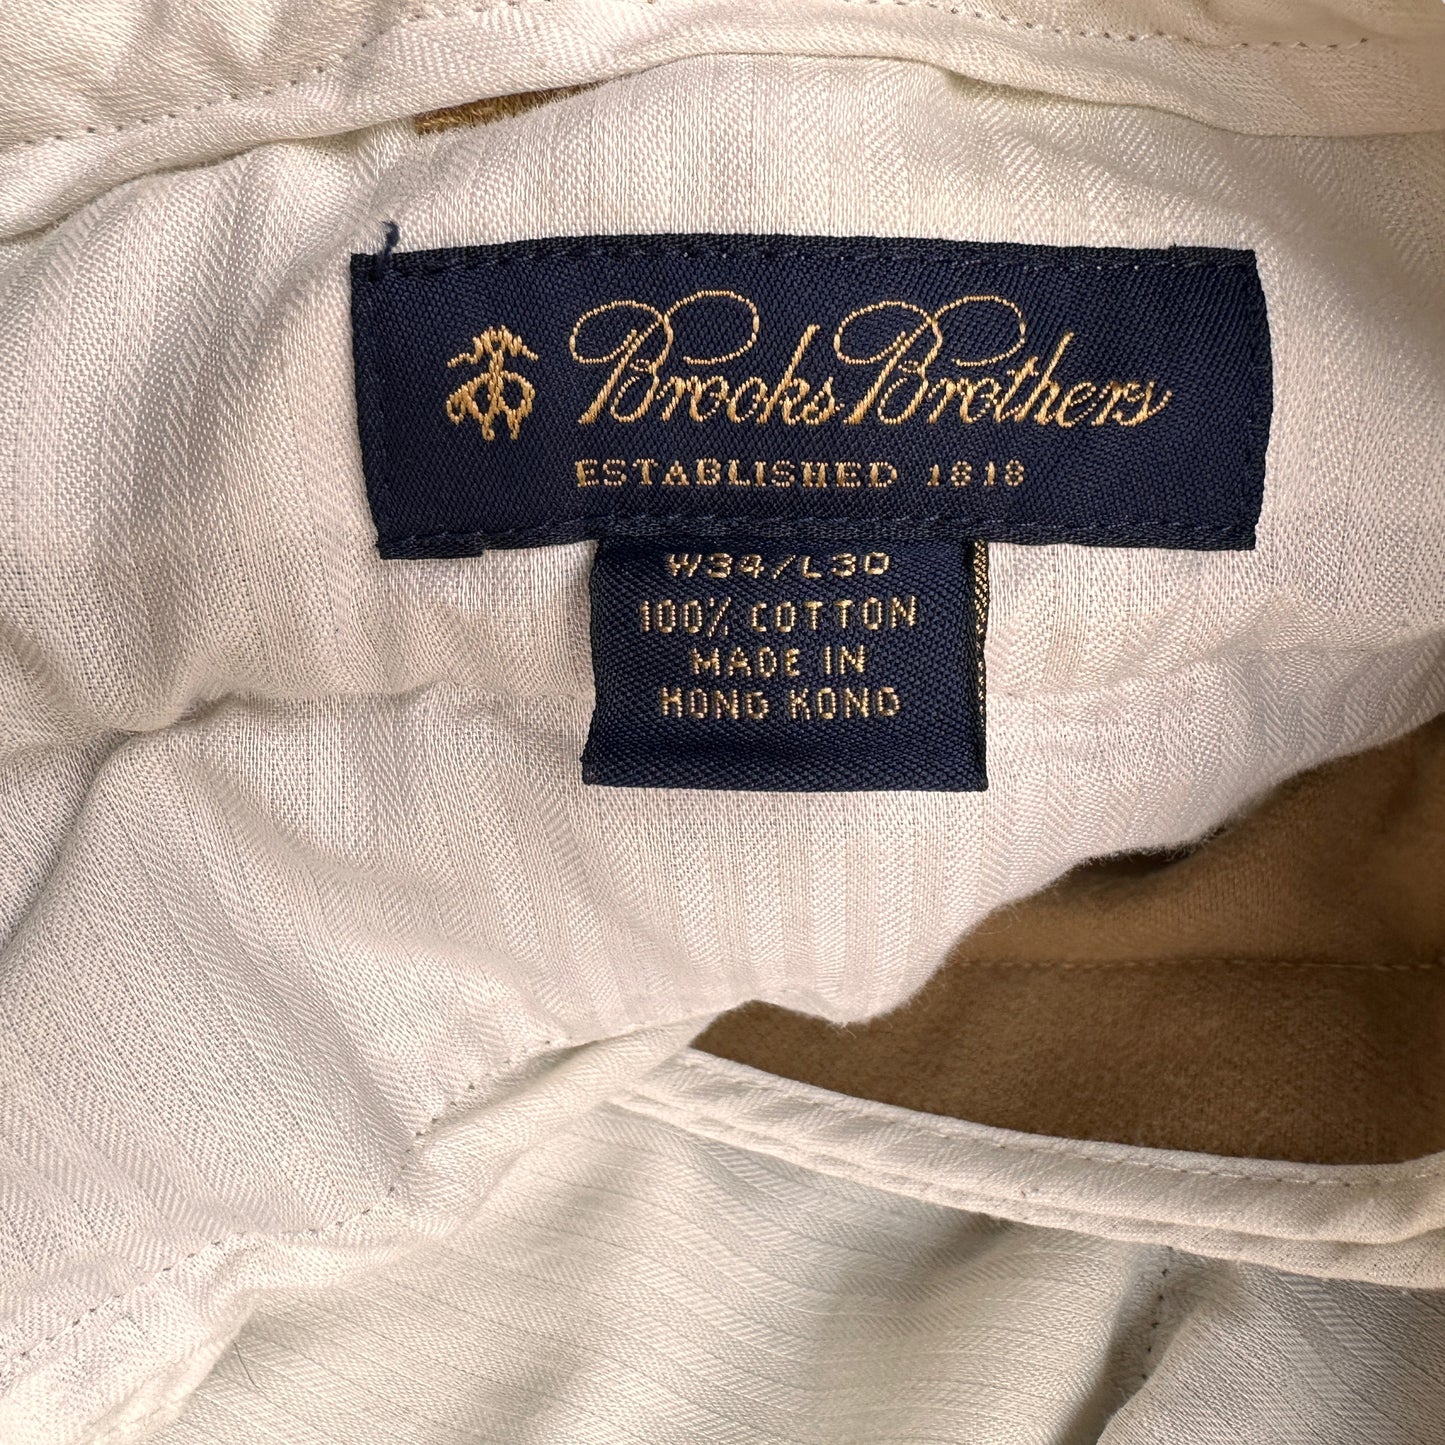 Brooks Brothers
ESTABLISHED 1818
W34/L30
100% COTTON
MADE IN
HONG KONG